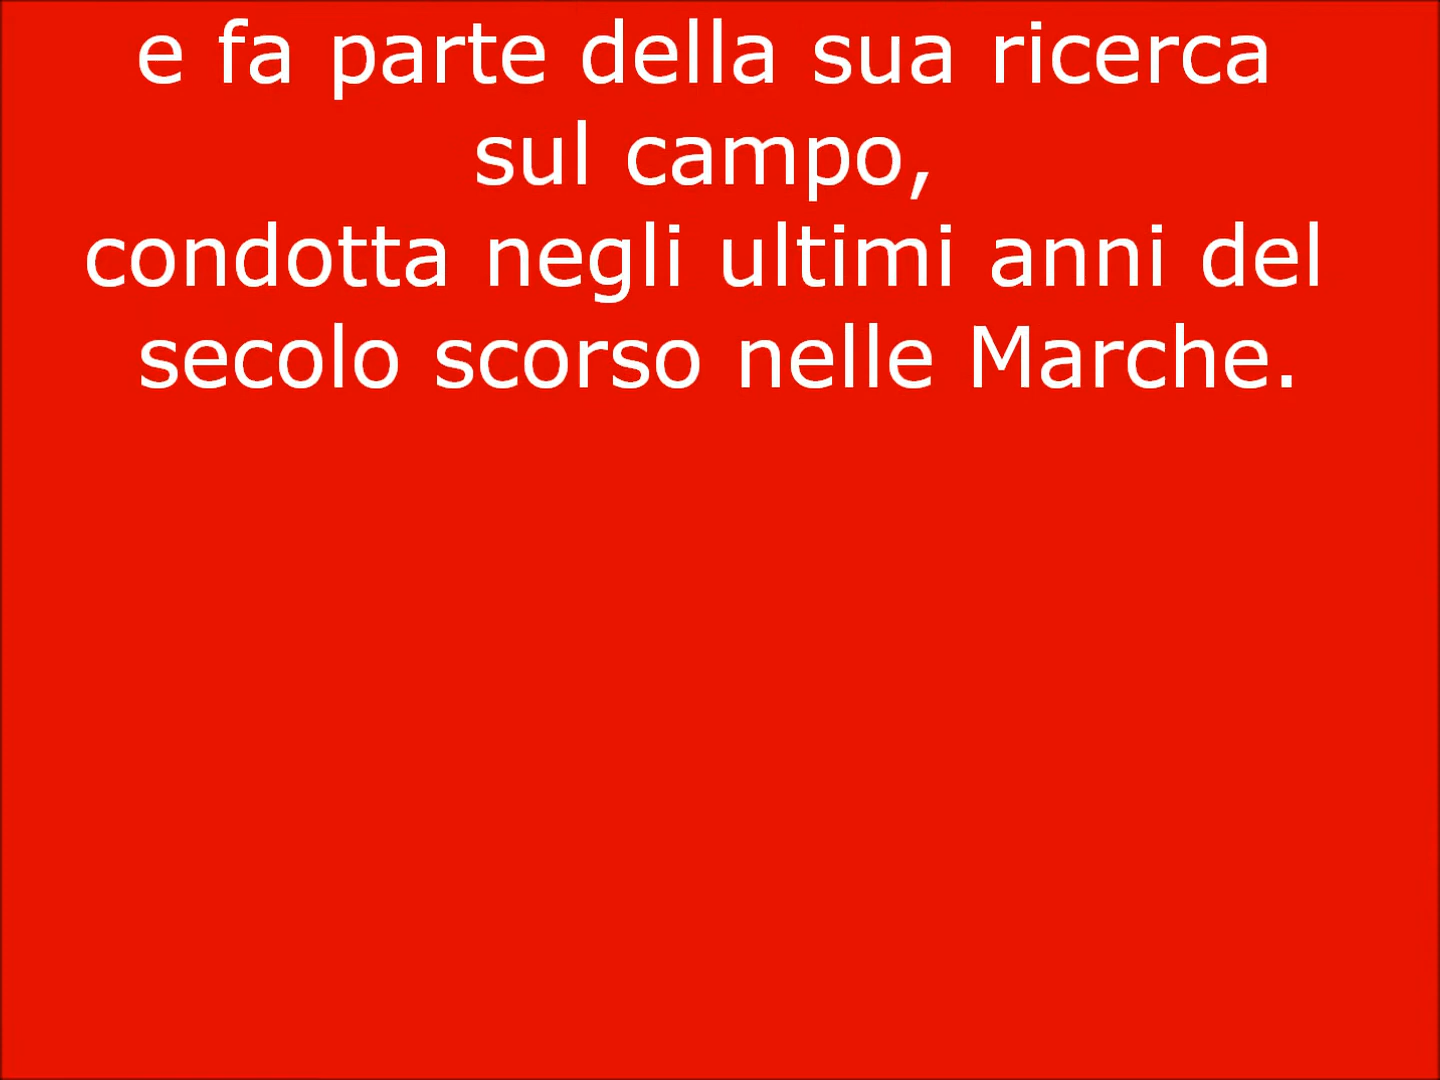 e fa parte della sua ricerca
sul campo,
condotta negli ultimi anni del
secolo scorso nelle Marche.